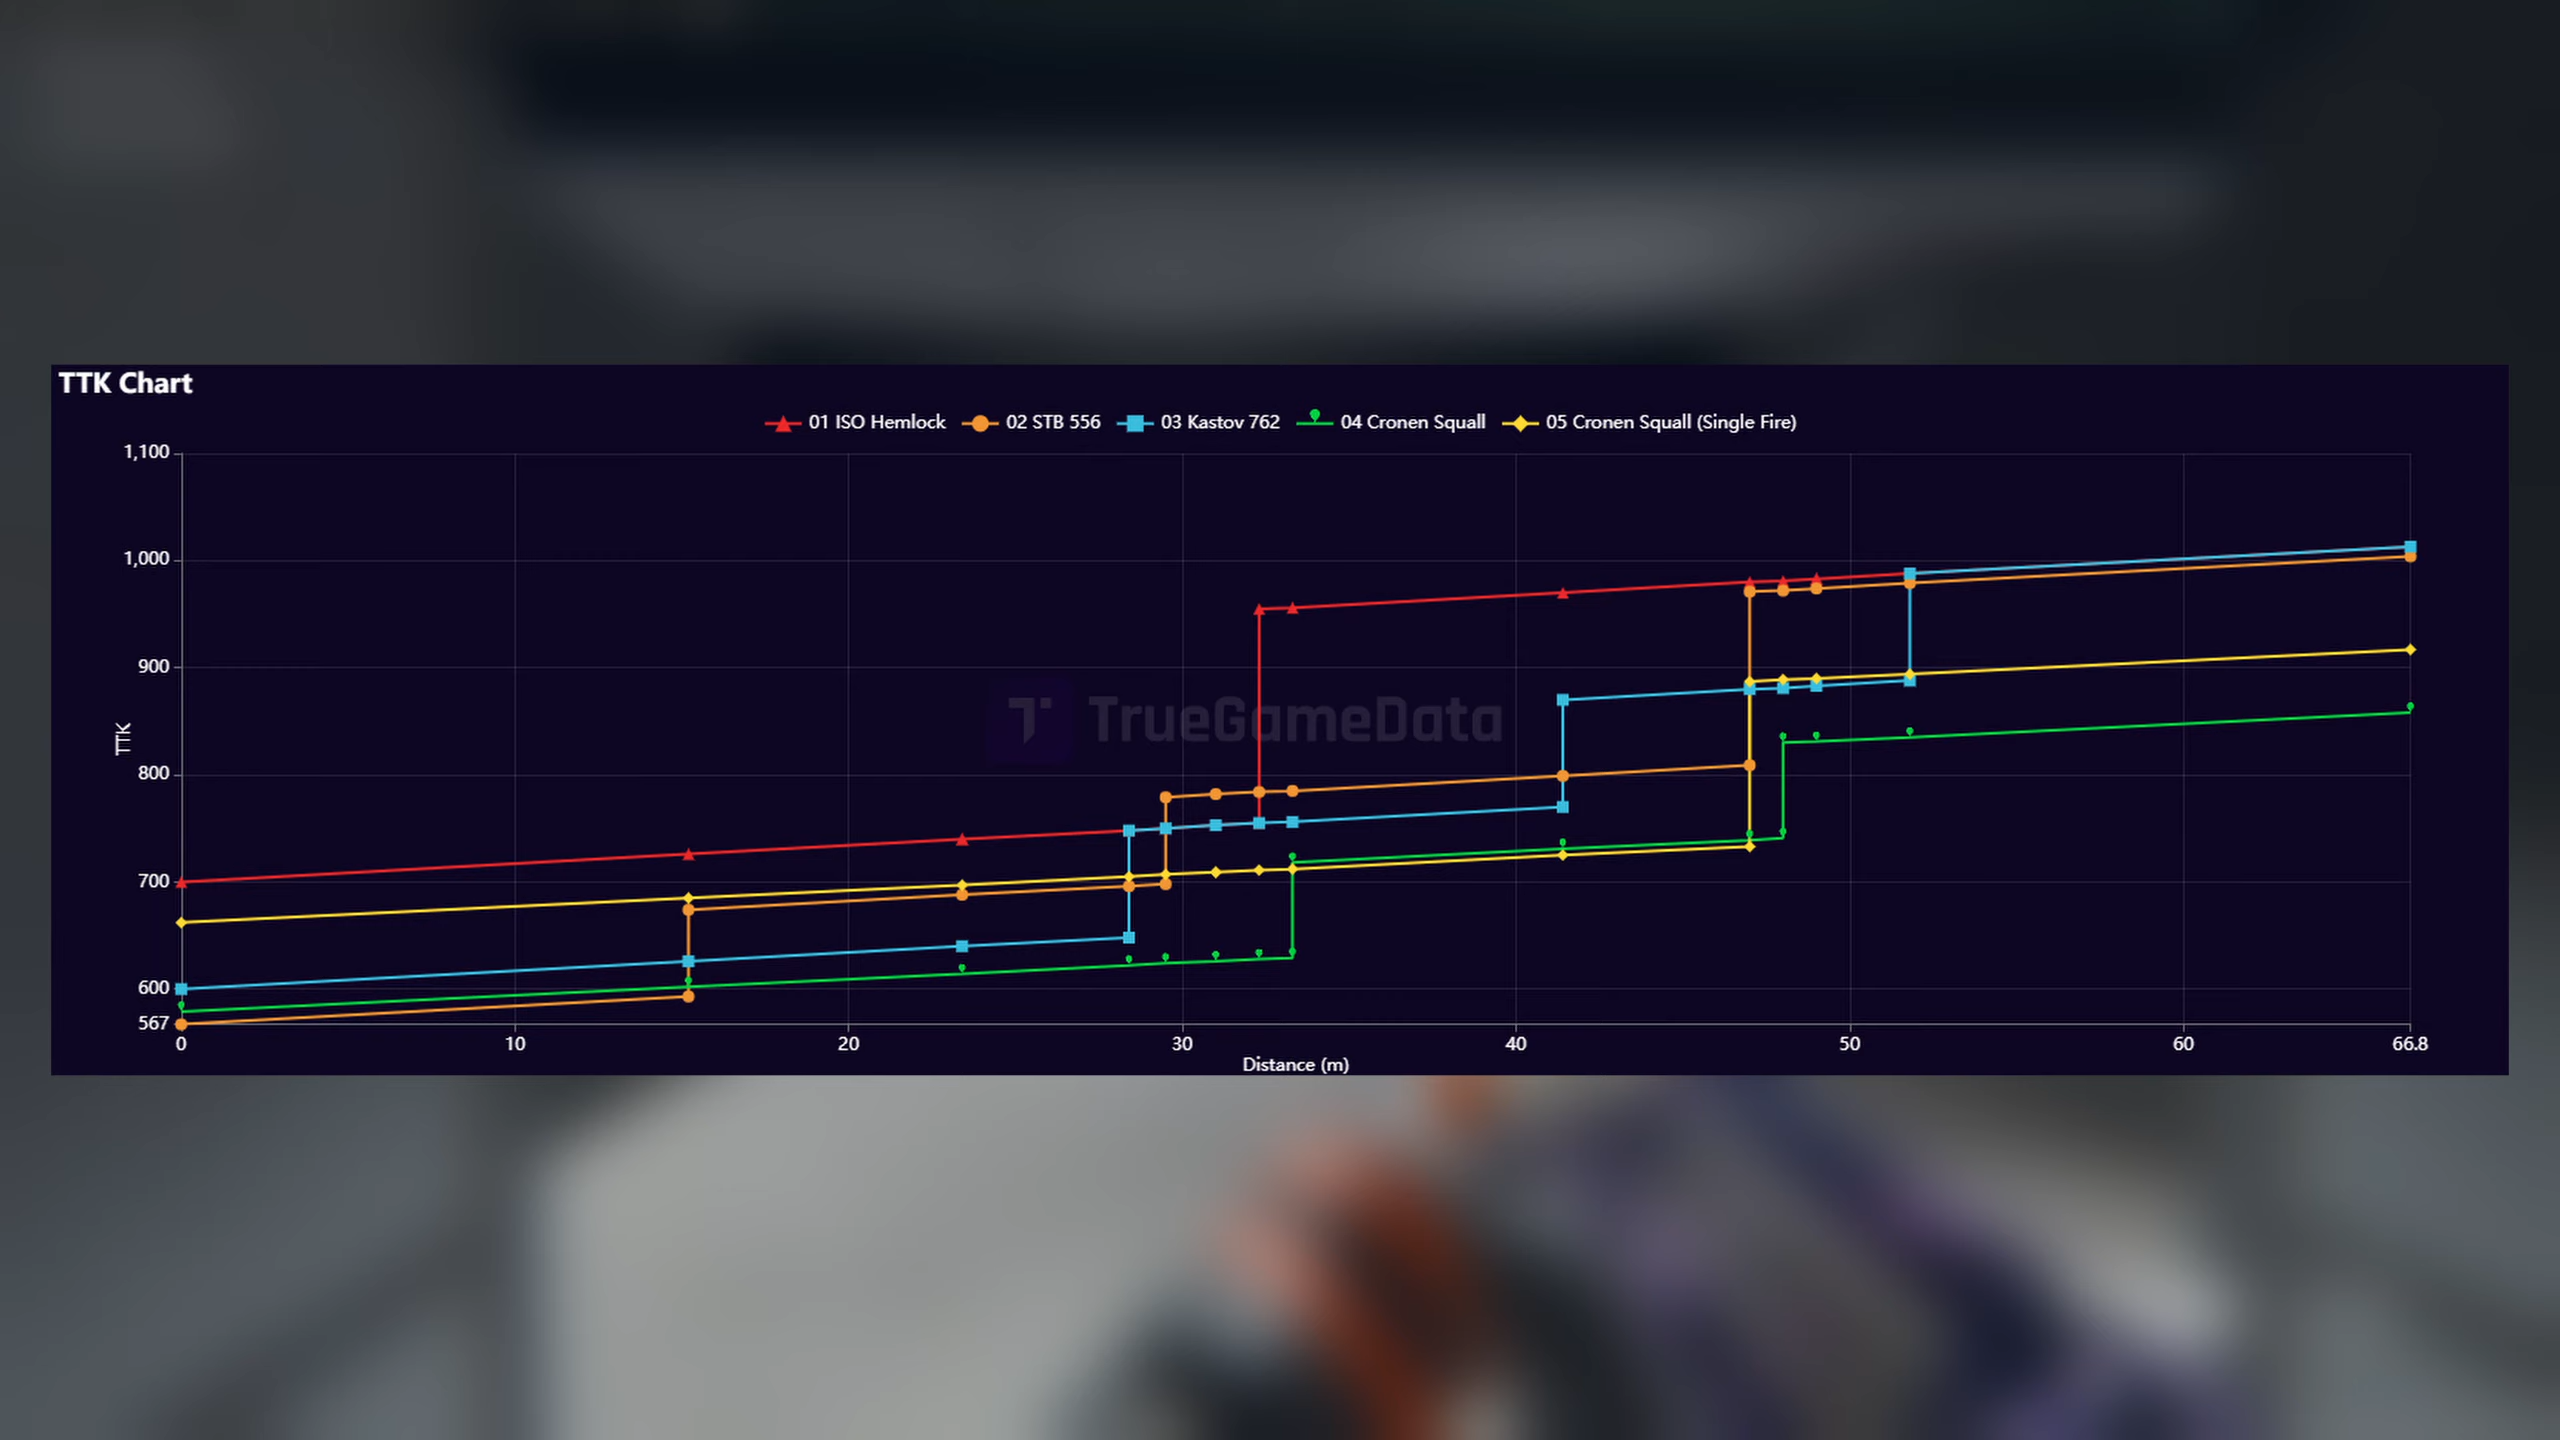 TTK Chart
01 ISO Hemlock 02 STB 556 03 Kastov 762 04 Cronen Squall 05 Cronen Squall (Single Fire)
1,100
1,000
900
TrueGameData
TTK
800
700
600
567
0 10 20 30 40 50 60 66.8
Distance (m)